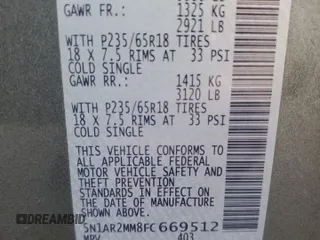 GAWR FR.: 1325 KG
2921 LB
WITH P235/65R18 TIRES
18 X 7.5 RIMS AT 33 PSI
COLD SINGLE
GAWR RR.: 1415 KG
3120 LB
WITH P235/65R18 TIRES
18 X 7.5 RIMS AT 33 PSI
COLD SINGLE
THIS VEHICLE CONFORMS TO
ALL APPLICABLE FEDERAL
MOTOR VEHICLE SAFETY AND
THEFT PREVENTION
STANDARDS IN EFFECT ON
THE DATE OF MANUFACTURE
SHOWN ABOVE.
5N1AR2MM8FC669512
MPV 403
DREAMBID